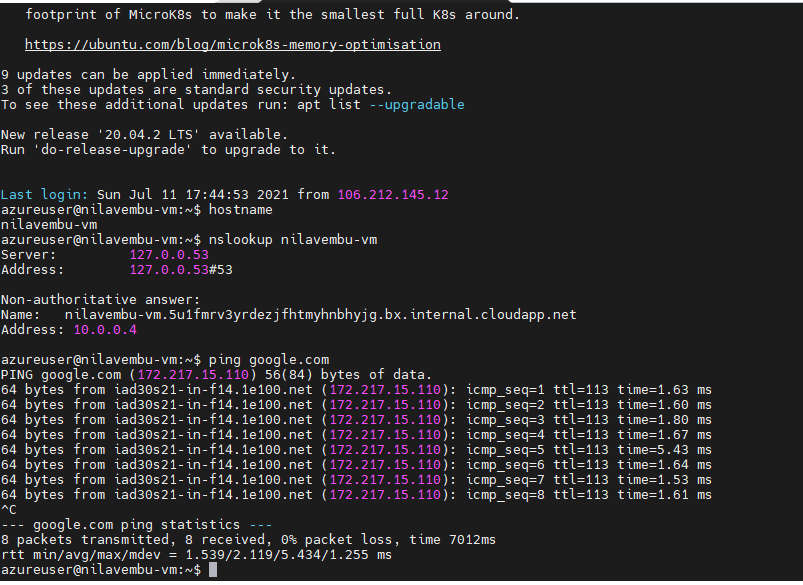 footprint of MicroK8s to make it the smallest full K8s around.
https://ubuntu.com/blog/microk8s-memory-optimisation
9 updates can be applied immediately.
3 of these updates are standard security updates.
To see these additional updates run: apt list --upgradable
New release '20.04.2 LTS' available.
Run 'do-release-upgrade' to upgrade to it.
Last login: Sun Jul 11 17:44:53 2021 from 106.212.145.12
azureuser@nilavembu-vm:~$ hostname
nilavembu-vm
azureuser@nilavembu-vm:~$ nslookup nilavembu-vm
Server:         127.0.0.53
Address:        127.0.0.53#53
Non-authoritative answer:
Name:   nilavembu-vm.5u1fmrv3yrdezjfhtmyhnbhyjg.bx.internal.cloudapp.net
Address: 10.0.0.4
azureuser@nilavembu-vm:~$ ping google.com
PING google.com (172.217.15.110) 56(84) bytes of data.
64 bytes from iad30s21-in-f14.1e100.net (172.217.15.110): icmp_seq=1 ttl=113 time=1.63 ms
64 bytes from iad30s21-in-f14.1e100.net (172.217.15.110): icmp_seq=2 ttl=113 time=1.60 ms
64 bytes from iad30s21-in-f14.1e100.net (172.217.15.110): icmp_seq=3 ttl=113 time=1.80 ms
64 bytes from iad30s21-in-f14.1e100.net (172.217.15.110): icmp_seq=4 ttl=113 time=1.67 ms
64 bytes from iad30s21-in-f14.1e100.net (172.217.15.110): icmp_seq=5 ttl=113 time=5.43 ms
64 bytes from iad30s21-in-f14.1e100.net (172.217.15.110): icmp_seq=6 ttl=113 time=1.64 ms
64 bytes from iad30s21-in-f14.1e100.net (172.217.15.110): icmp_seq=7 ttl=113 time=1.53 ms
64 bytes from iad30s21-in-f14.1e100.net (172.217.15.110): icmp_seq=8 ttl=113 time=1.61 ms
^C
--- google.com ping statistics ---
8 packets transmitted, 8 received, 0% packet loss, time 7012ms
rtt min/avg/max/mdev = 1.539/2.119/5.434/1.255 ms
azureuser@nilavembu-vm:~$